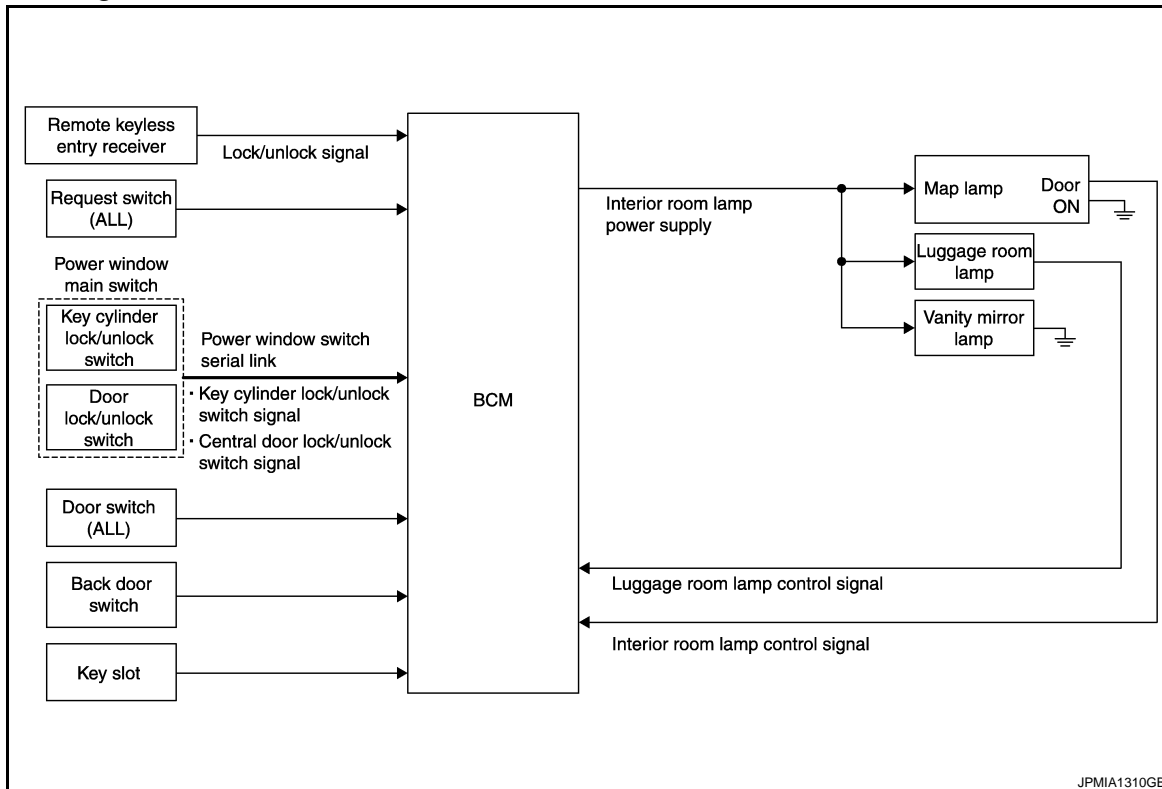 Remote keyless
entry receiver
Lock/unlock signal
Request switch
(ALL)
Power window
main switch
Key cylinder
lock/unlock
switch
Door
lock/unlock
switch
Power window switch
serial link
· Key cylinder lock/unlock
switch signal
· Central door lock/unlock
switch signal
Door switch
(ALL)
Back door
switch
Key slot
BCM
Interior room lamp
power supply
Map lamp
Door
ON
Luggage room
lamp
Vanity mirror
lamp
Luggage room lamp control signal
Interior room lamp control signal
JPMIA1310GB